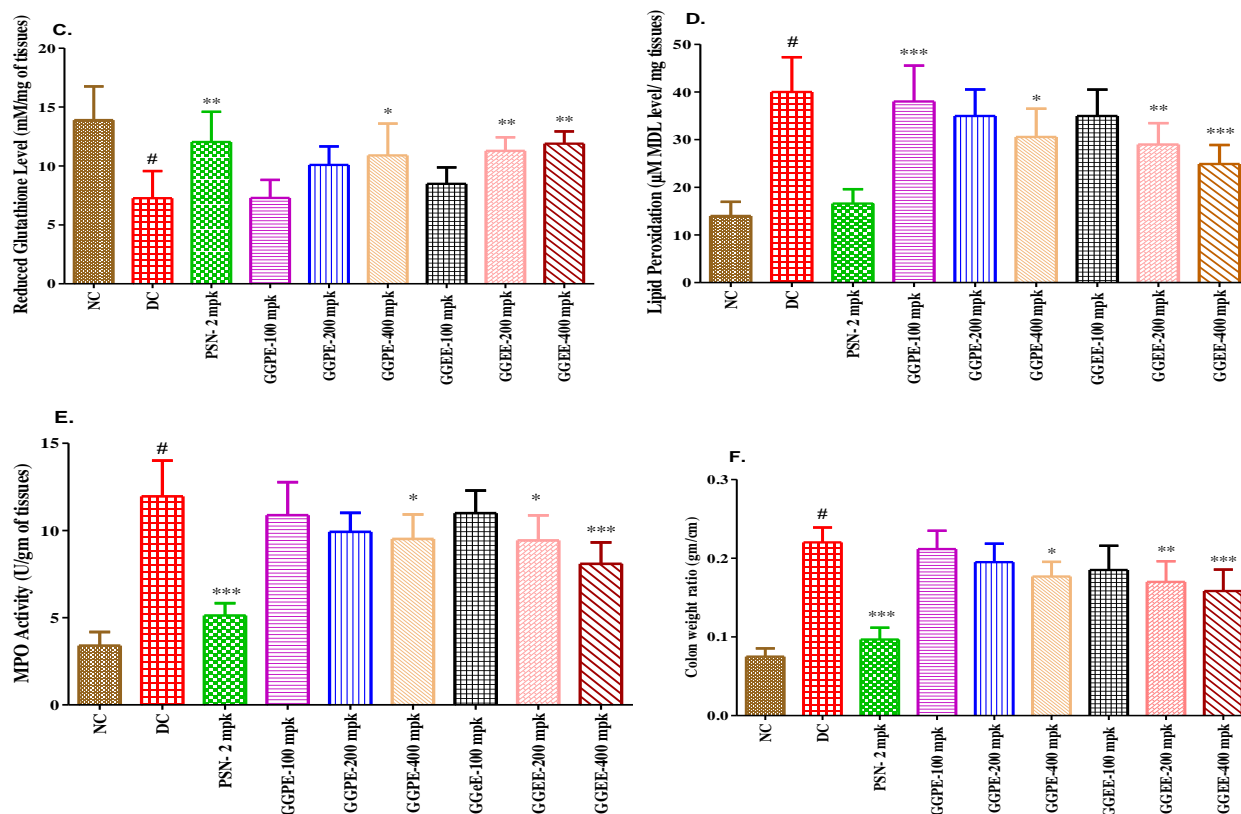 C.
Reduced Glutathione Level (mM/mg of tissues)
20
15
10
5
0
#
**
*
**
**
NC
DC
PSN- 2 mpk
GGPE-100 mpk
GGPE-200 mpk
GGPE-400 mpk
GGEE-100 mpk
GGEE-200 mpk
GGEE-400 mpk
D.
Lipid Peroxidation (µM MDL level/ mg tissues)
50
40
30
20
10
0
#
***
*
**
***
NC
DC
PSN- 2 mpk
GGPE-100 mpk
GGPE-200 mpk
GGPE-400 mpk
GGEE-100 mpk
GGEE-200 mpk
GGEE-400 mpk
E.
MPO Activity (U/gm of tissues)
15
10
5
0
#
***
*
*
***
NC
DC
PSN- 2 mpk
GGPE-100 mpk
GGPE-200 mpk
GGPE-400 mpk
GGeE-100 mpk
GGEE-200 mpk
GGEE-400 mpk
F.
Colon weight ratio (gm/cm)
0.3
0.2
0.1
0.0
#
***
*
**
***
NC
DC
PSN- 2 mpk
GGPE-100 mpk
GGPE-200 mpk
GGPE-400 mpk
GGEE-100 mpk
GGEE-200 mpk
GGEE-400 mpk